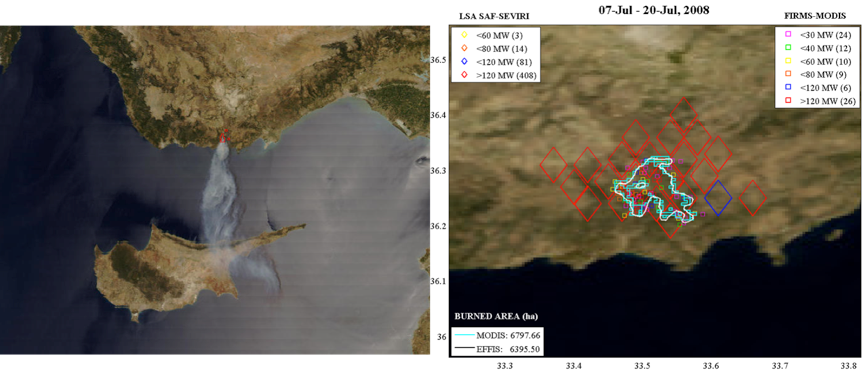 07-Jul - 20-Jul, 2008
LSA SAF-SEVIRI
<60 MW (3)
<80 MW (14)
<120 MW (81)
>120 MW (408)
FIRMS-MODIS
<30 MW (24)
<40 MW (12)
<60 MW (10)
<80 MW (9)
<120 MW (6)
>120 MW (26)
36.5
36.4
36.3
36.2
36.1
36
BURNED AREA (ha)
MODIS: 6797.66
EFFIS: 6395.50
33.3 33.4 33.5 33.6 33.7 33.8